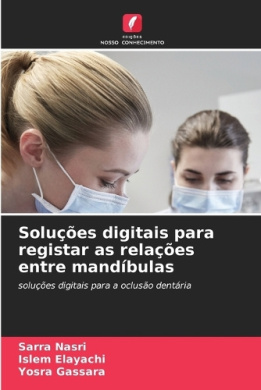 edições
NOSSO CONHECIMENTO
Soluções digitais para
registar as relações
entre mandíbulas
soluções digitais para a oclusão dentária
Sarra Nasri
Islem Elayachi
Yosra Gassara